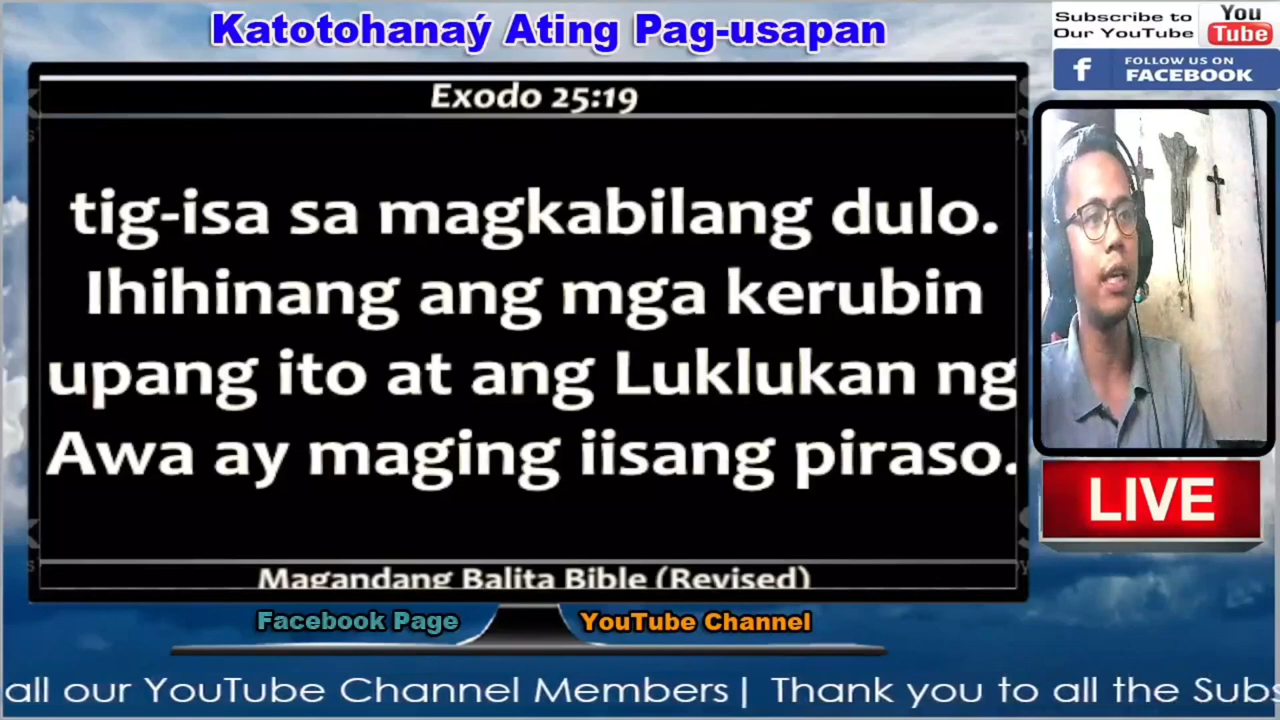 Katotohanaý Ating Pag-usapan
Subscribe to
Our YouTube
You
Tube
f
FOLLOW US ON
FACEBOOK
Exodo 25:19
tig-isa sa magkabilang dulo.
Ihihinang ang mga kerubin
upang ito at ang Luklukan ng
Awa ay maging iisang piraso.
Magandang Balita Bible (Revised)
LIVE
Facebook Page
YouTube Channel
all our YouTube Channel Members| Thank you to all the Subs